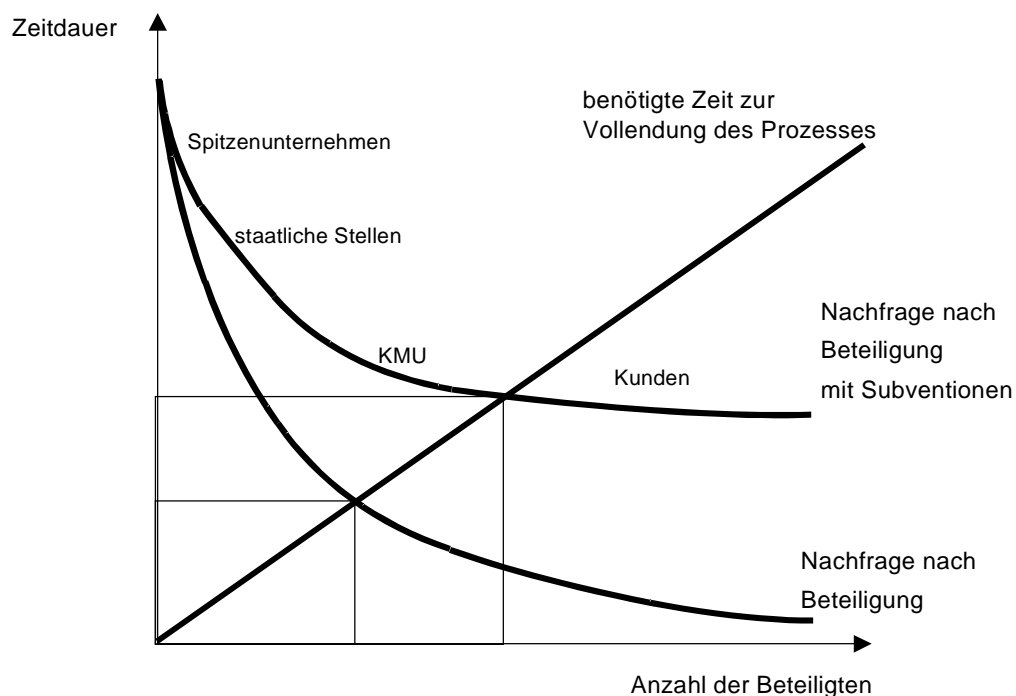 Zeitdauer
benötigte Zeit zur
Vollendung des Prozesses
Spitzenunternehmen
staatliche Stellen
Nachfrage nach
Beteiligung
mit Subventionen
KMU
Kunden
Nachfrage nach
Beteiligung
Anzahl der Beteiligten